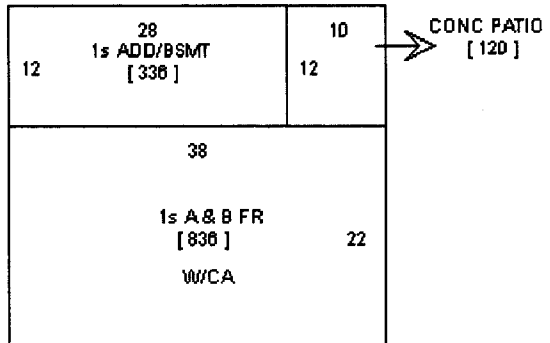 28
1s ADD/BSMT
[ 336 ]
12
10
12
CONC PATIO
[ 120 ]
38
1s A & B FR
[ 836 ]
22
W/CA